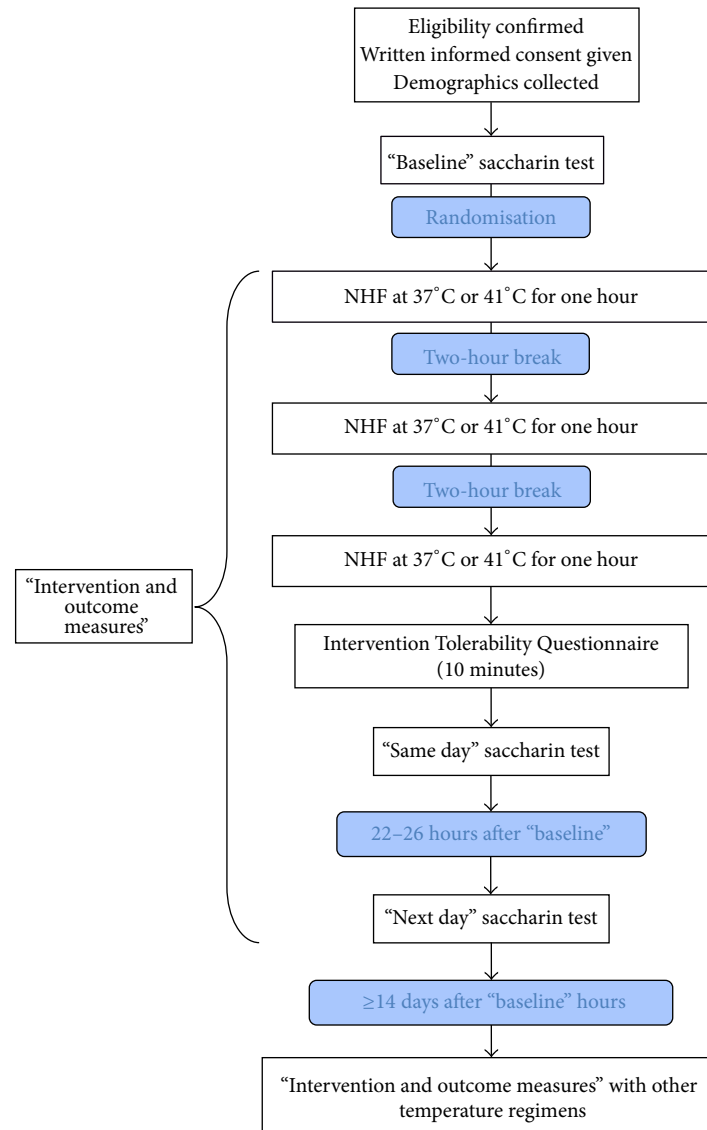 Eligibility confirmed
Written informed consent given
Demographics collected
“Baseline” saccharin test
Randomisation
NHF at 37°C or 41°C for one hour
Two-hour break
NHF at 37°C or 41°C for one hour
Two-hour break
NHF at 37°C or 41°C for one hour
“Intervention and
outcome
measures”
Intervention Tolerability Questionnaire
(10 minutes)
“Same day” saccharin test
22–26 hours after “baseline”
“Next day” saccharin test
≥14 days after “baseline” hours
“Intervention and outcome measures” with other
temperature regimens